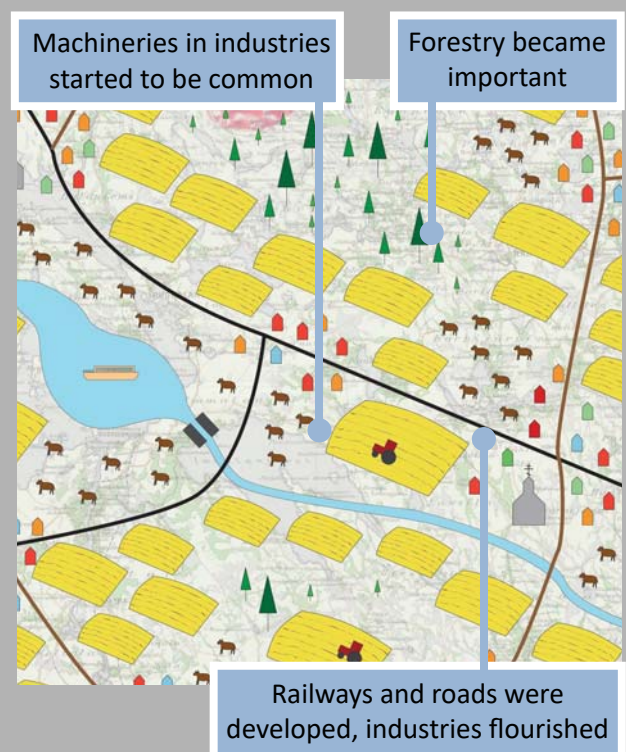 Machineries in industries
started to be common
Forestry became
important
Railways and roads were
developed, industries flourished